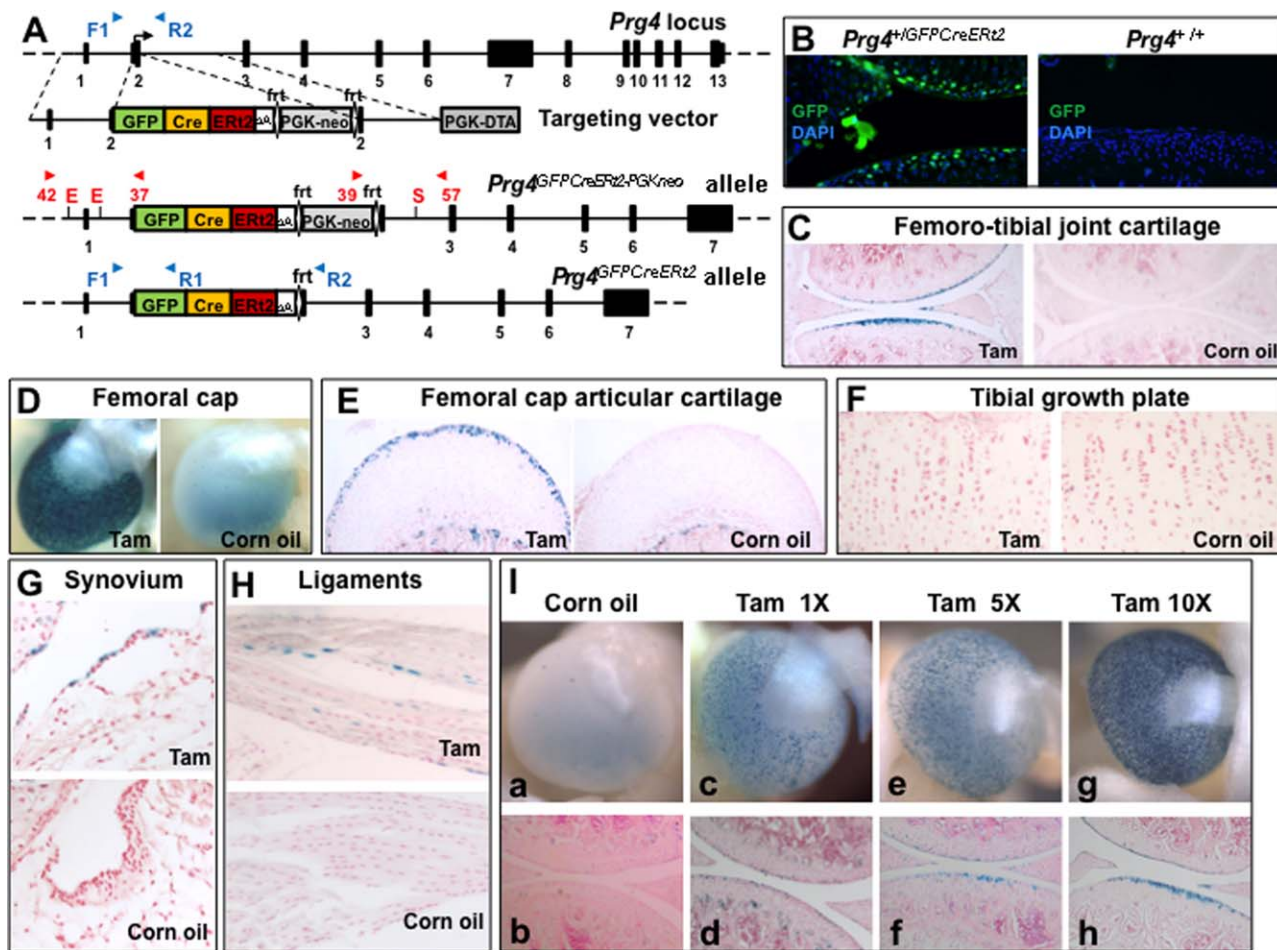 A
F1 R2 Prg4 locus
1 2 3 4 5 6 7 8 9 10 11 12 13
frt frt
GFP Cre ERt2 PGK-neo PGK-DTA Targeting vector
1 2 2
42 E E 37 39 frt frt S 57 Prg4GFPCreERt2-PGKneo allele
GFP Cre ERt2 PGK-neo
1 3 4 5 6 7
F1 R1 frt R2 Prg4GFPCreERt2 allele
GFP Cre ERt2
1 3 4 5 6 7
B Prg4+/GFPCreERt2 Prg4+/+
GFP GFP
DAPI DAPI
C Femoro-tibial joint cartilage
Tam Corn oil
D Femoral cap
Tam Corn oil
E Femoral cap articular cartilage
Tam Corn oil
F Tibial growth plate
Tam Corn oil
G Synovium
Tam
Corn oil
H Ligaments
Tam
Corn oil
I
Corn oil Tam 1X Tam 5X Tam 10X
a c e g
b d f h